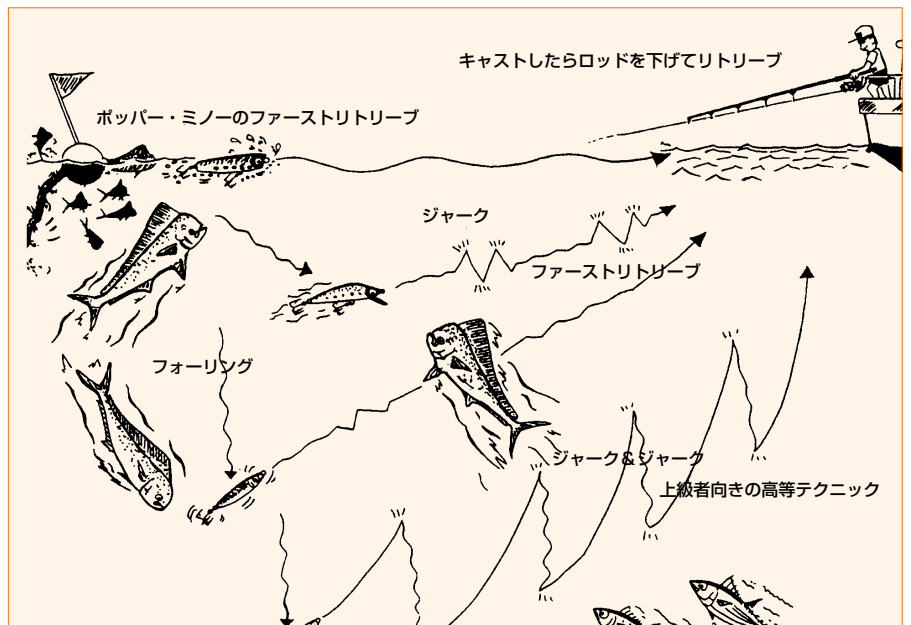 キャストしたらロッドを下げてリトリーブ
ポッパー・ミノーのファーストリトリーブ
ジャーク
ファーストリトリーブ
フォーリング
ジャーク&ジャーク
上級者向きの高等テクニック